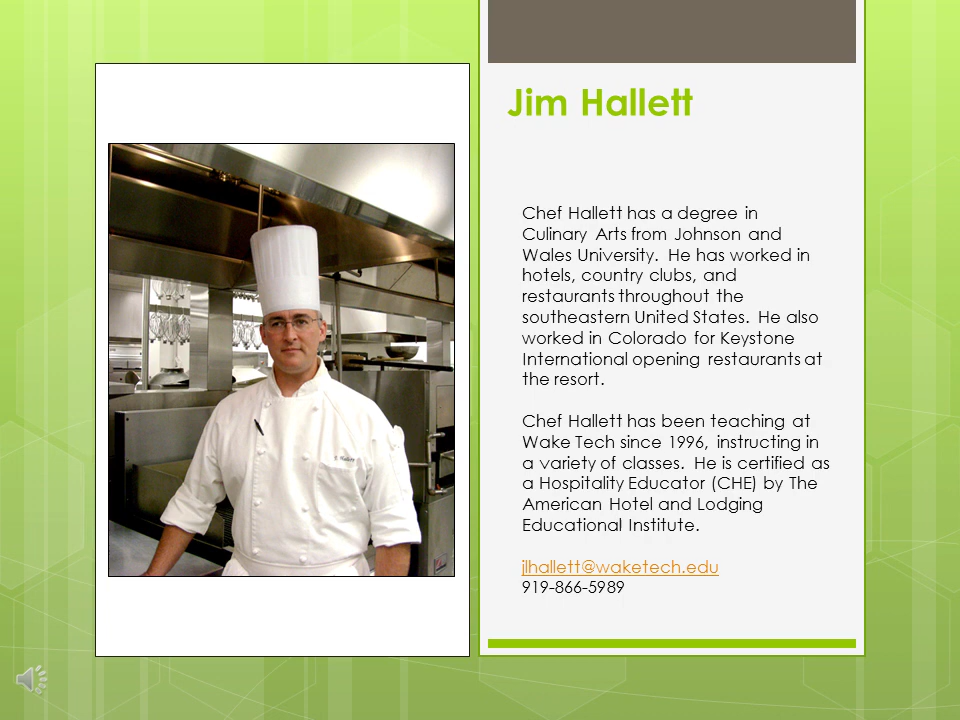 Jim Hallett
Chef Hallett has a degree in
Culinary Arts from Johnson and
Wales University. He has worked in
hotels, country clubs, and
restaurants throughout the
southeastern United States. He also
worked in Colorado for Keystone
International opening restaurants at
the resort.
Chef Hallett has been teaching at
Wake Tech since 1996, instructing in
a variety of classes. He is certified as
a Hospitality Educator (CHE) by The
American Hotel and Lodging
Educational Institute.
jlhallett@waketech.edu
919-866-5989